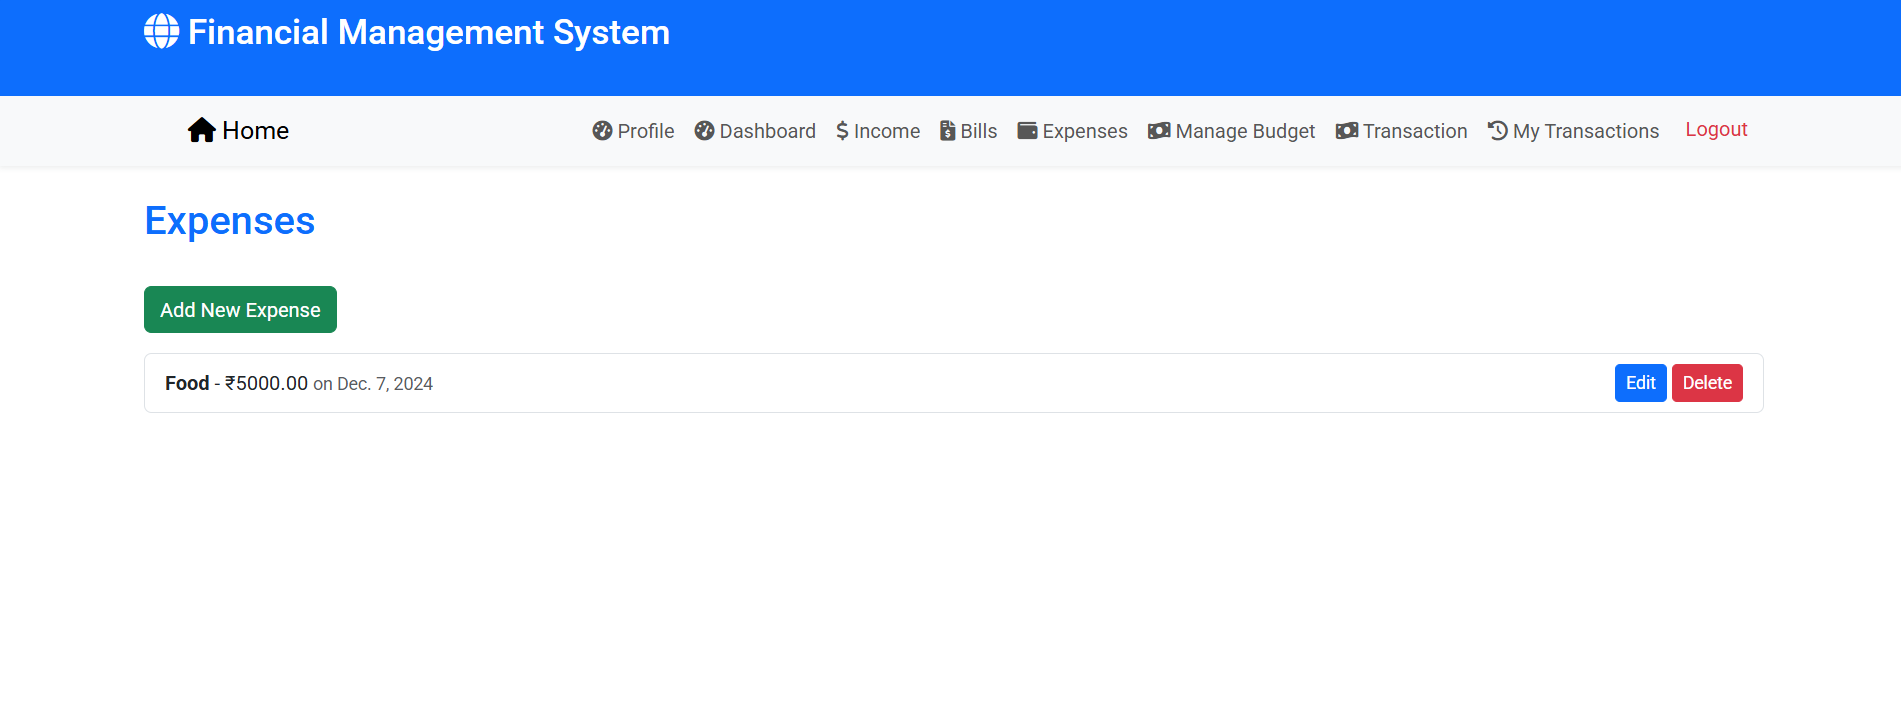 Financial Management System
Home Profile Dashboard Income Bills Expenses Manage Budget Transaction My Transactions Logout
Expenses
Add New Expense
Food - ₹5000.00 on Dec. 7, 2024 Edit Delete